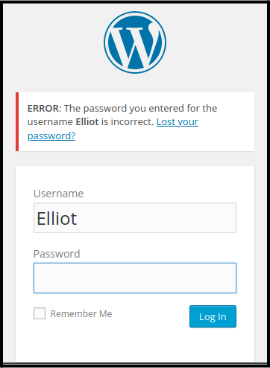 ERROR: The password you entered for the
username Elliot is incorrect. Lost your
password?
Username
Elliot
Password
Remember Me
Log In